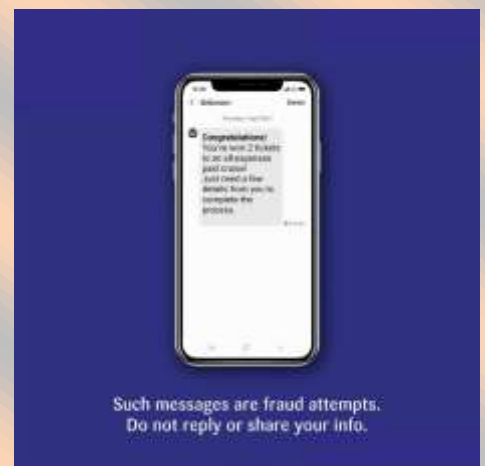 Congratulations!
You've won 2 tickets
to an all-expenses
paid cruise!
Just need a few
details from you to
complete the
process.
Such messages are fraud attempts.
Do not reply or share your info.